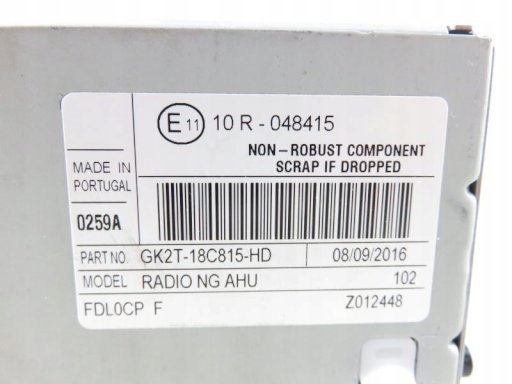 E 11 10 R - 048415
NON - ROBUST COMPONENT
SCRAP IF DROPPED
MADE IN
PORTUGAL
0259A
PART NO. GK2T-18C815-HD 08/09/2016
MODEL RADIO NG AHU 102
FDL0CP F Z012448